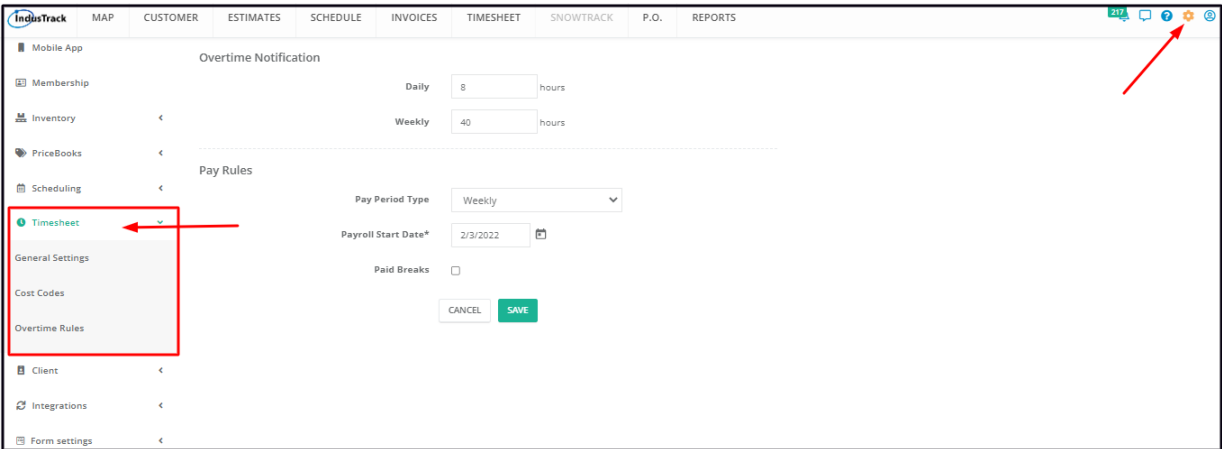 IndusTrack MAP CUSTOMER ESTIMATES SCHEDULE INVOICES TIMESHEET SNOWTRACK P.O. REPORTS 217
Mobile App
Membership
Inventory
PriceBooks
Scheduling
Timesheet
General Settings
Cost Codes
Overtime Rules
Client
Integrations
Form settings
Overtime Notification
Daily 8 hours
Weekly 40 hours
Pay Rules
Pay Period Type Weekly
Payroll Start Date* 2/3/2022
Paid Breaks
CANCEL SAVE